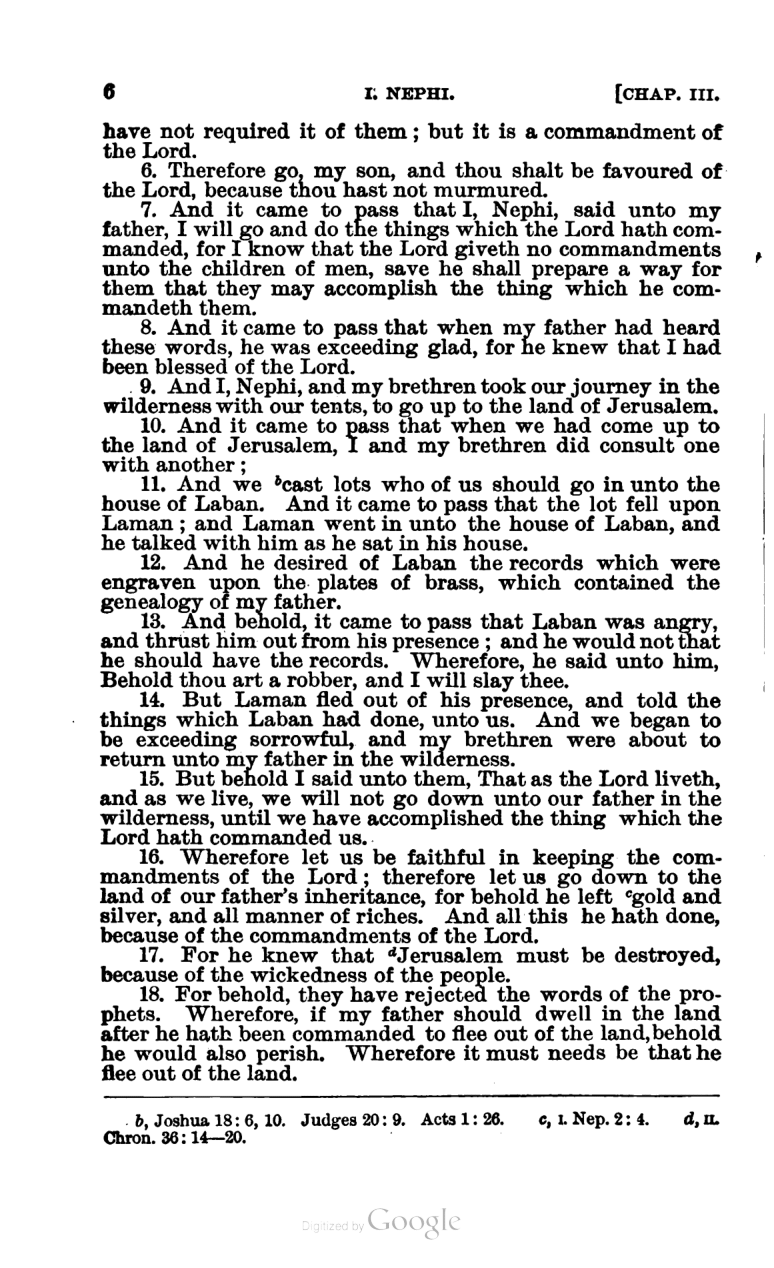 6 I. NEPHI. [CHAP. III.
have not required it of them ; but it is a commandment of
the Lord.
6. Therefore go, my son, and thou shalt be favoured of
the Lord, because thou hast not murmured.
7. And it came to pass that I, Nephi, said unto my
father, I will go and do the things which the Lord hath com-
manded, for I know that the Lord giveth no commandments
unto the children of men, save he shall prepare a way for
them that they may accomplish the thing which he com-
mandeth them.
8. And it came to pass that when my father had heard
these words, he was exceeding glad, for he knew that I had
been blessed of the Lord.
9. And I, Nephi, and my brethren took our journey in the
wilderness with our tents, to go up to the land of Jerusalem.
10. And it came to pass that when we had come up to
the land of Jerusalem, I and my brethren did consult one
with another ;
11. And we bcast lots who of us should go in unto the
house of Laban. And it came to pass that the lot fell upon
Laman ; and Laman went in unto the house of Laban, and
he talked with him as he sat in his house.
12. And he desired of Laban the records which were
engraven upon the plates of brass, which contained the
genealogy of my father.
13. And behold, it came to pass that Laban was angry,
and thrust him out from his presence ; and he would not that
he should have the records. Wherefore, he said unto him,
Behold thou art a robber, and I will slay thee.
14. But Laman fled out of his presence, and told the
things which Laban had done, unto us. And we began to
be exceeding sorrowful, and my brethren were about to
return unto my father in the wilderness.
15. But behold I said unto them, That as the Lord liveth,
and as we live, we will not go down unto our father in the
wilderness, until we have accomplished the thing which the
Lord hath commanded us.
16. Wherefore let us be faithful in keeping the com-
mandments of the Lord ; therefore let us go down to the
land of our father's inheritance, for behold he left cgold and
silver, and all manner of riches. And all this he hath done,
because of the commandments of the Lord.
17. For he knew that dJerusalem must be destroyed,
because of the wickedness of the people.
18. For behold, they have rejected the words of the pro-
phets. Wherefore, if my father should dwell in the land
after he hath been commanded to flee out of the land, behold
he would also perish. Wherefore it must needs be that he
flee out of the land.
b, Joshua 18: 6, 10. Judges 20: 9. Acts 1: 26. c, I. Nep. 2: 4. d, II.
Chron. 36: 14—20.
Digitized by Google